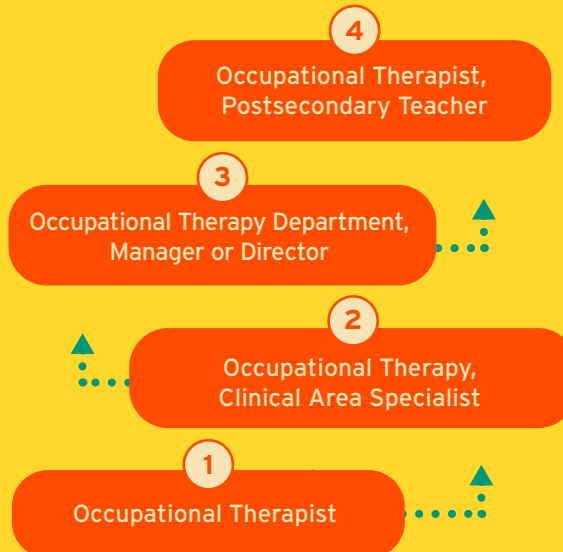 4
Occupational Therapist,
Postsecondary Teacher
3
Occupational Therapy Department,
Manager or Director
2
Occupational Therapy,
Clinical Area Specialist
1
Occupational Therapist